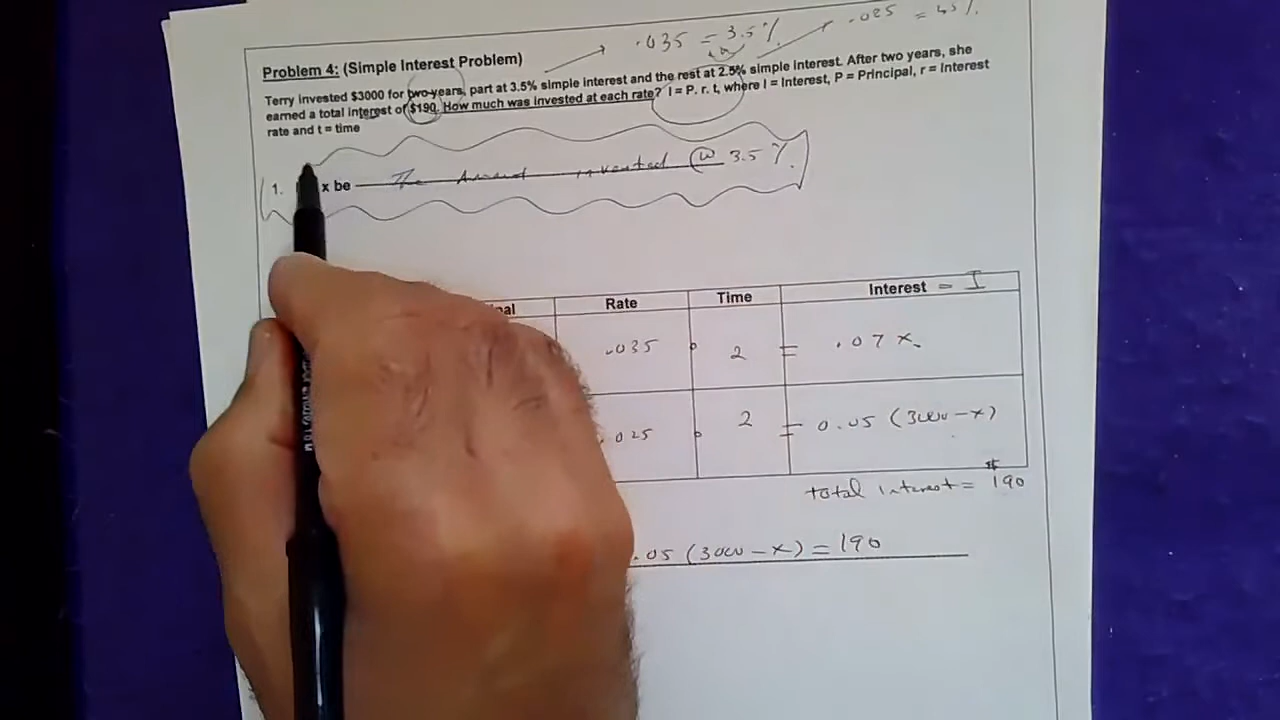 .035 = 3.5%
.025 =
Problem 4: (Simple Interest Problem)
Terry invested $3000 for two years, part at 3.5% simple interest and the rest at 2.5% simple interest. After two years, she
earned a total interest of $190. How much was invested at each rate? I = P. r. t, where I = Interest, P = Principal, r = Interest
rate and t = time
1. x be The Amount invested @ 3.5%.
Rate Time Interest = I
.035 2 = .07 x
.025 2 = 0.05 (3000 - x)
total interest = $190
.05 (3000 - x) = 190